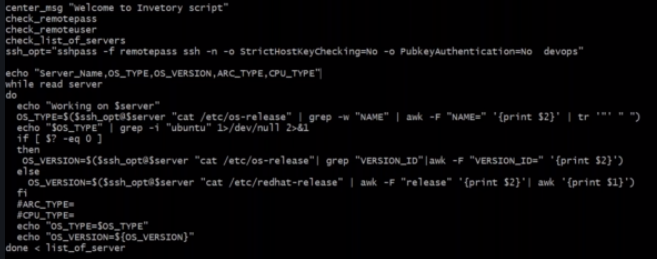 center_msg "Welcome to Invetory script"
check_remotepass
check_remoteuser
check_list_of_servers
ssh_opt="sshpass -f remotepass ssh -n -o StrictHostKeyChecking=No -o PubkeyAuthentication=No  devops"

echo "Server_Name,OS_TYPE,OS_VERSION,ARC_TYPE,CPU_TYPE"
while read server
do
  echo "Working on $server"
  OS_TYPE=$($ssh_opt@$server "cat /etc/os-release" | grep -w "NAME" | awk -F "NAME=" '{print $2}' | tr '"' " ")
  echo "$OS_TYPE" | grep -i "ubuntu" 1>/dev/null 2>&1
  if [ $? -eq 0 ]
  then
   OS_VERSION=$($ssh_opt@$server "cat /etc/os-release"| grep "VERSION_ID"|awk -F "VERSION_ID=" '{print $2}')
  else
    OS_VERSION=$($ssh_opt@$server "cat /etc/redhat-release" | awk -F "release" '{print $2}'| awk '{print $1}')
  fi
  #ARC_TYPE=
  #CPU_TYPE=
  echo "OS_TYPE=$OS_TYPE"
  echo "OS_VERSION=${OS_VERSION}"
done < list_of_server